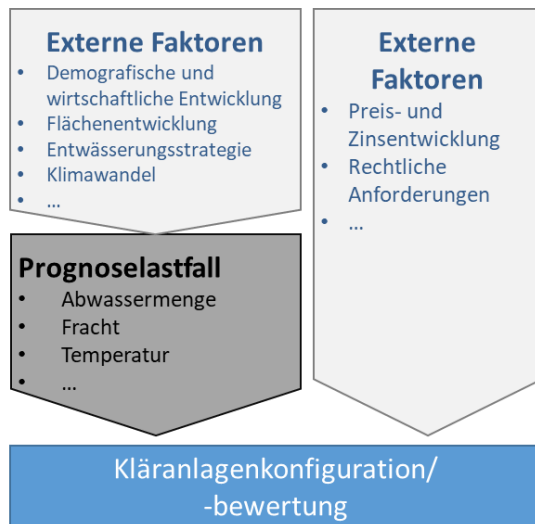 Externe Faktoren
• Demografische und
wirtschaftliche Entwicklung
• Flächenentwicklung
• Entwässerungsstrategie
• Klimawandel
• ...
Externe
Faktoren
• Preis- und
Zinsentwicklung
• Rechtliche
Anforderungen
• ...
Prognoselastfall
• Abwassermenge
• Fracht
• Temperatur
• ...
Kläranlagenkonfiguration/
-bewertung